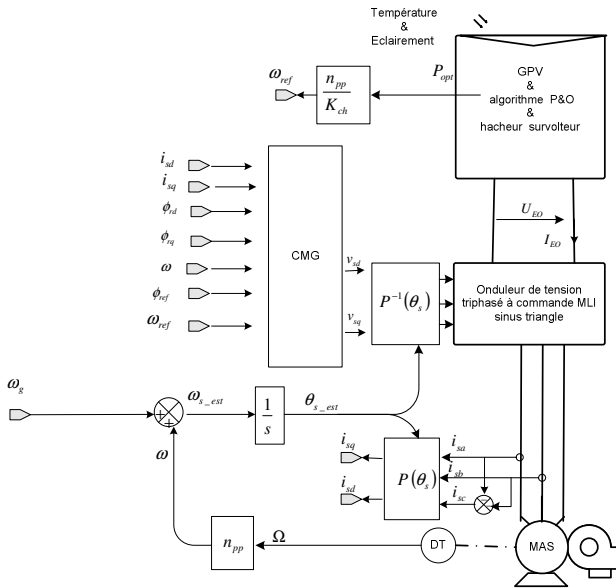 Température
&
Eclairement
GPV
&
algorithme P&O
&
hacheur survolteur
P_opt
n_pp
K_ch
ω_ref
i_sd
i_sq
ϕ_rd
ϕ_rq
ω
ϕ_ref
ω_ref
CMG
v_sd
v_sq
P⁻¹(θ_s)
U_EO
I_EO
Onduleur de tension
triphasé à commande MLI
sinus triangle
ω_g
+
+
ω_s_est
1
s
θ_s_est
ω
i_sq
i_sd
P(θ_s)
i_sa
i_sb
i_sc
n_pp
Ω
DT
MAS